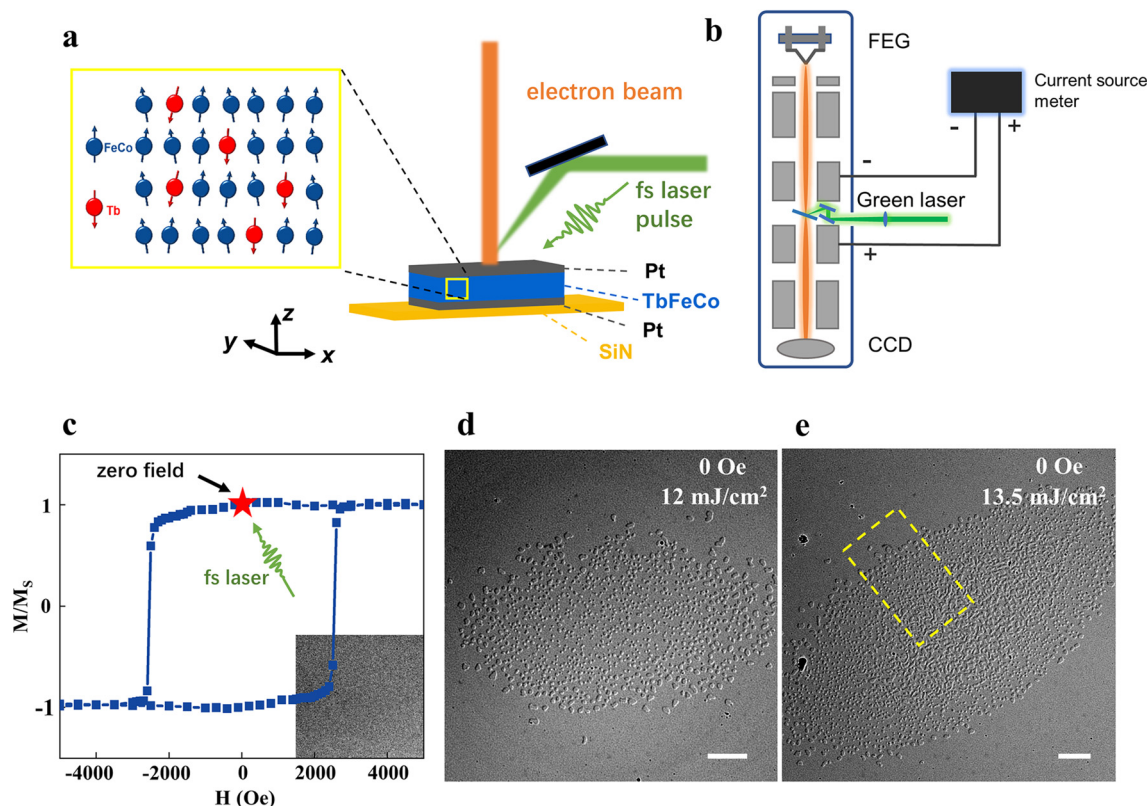 a
FeCo
Tb
electron beam
fs laser
pulse
Pt
TbFeCo
Pt
SiN
z
y
x
b
FEG
Current source
meter
-
+
-
Green laser
+
CCD
c
zero field
fs laser
M/MS
1
0
-1
-4000
-2000
0
2000
4000
H (Oe)
d
0 Oe
12 mJ/cm2
e
0 Oe
13.5 mJ/cm2